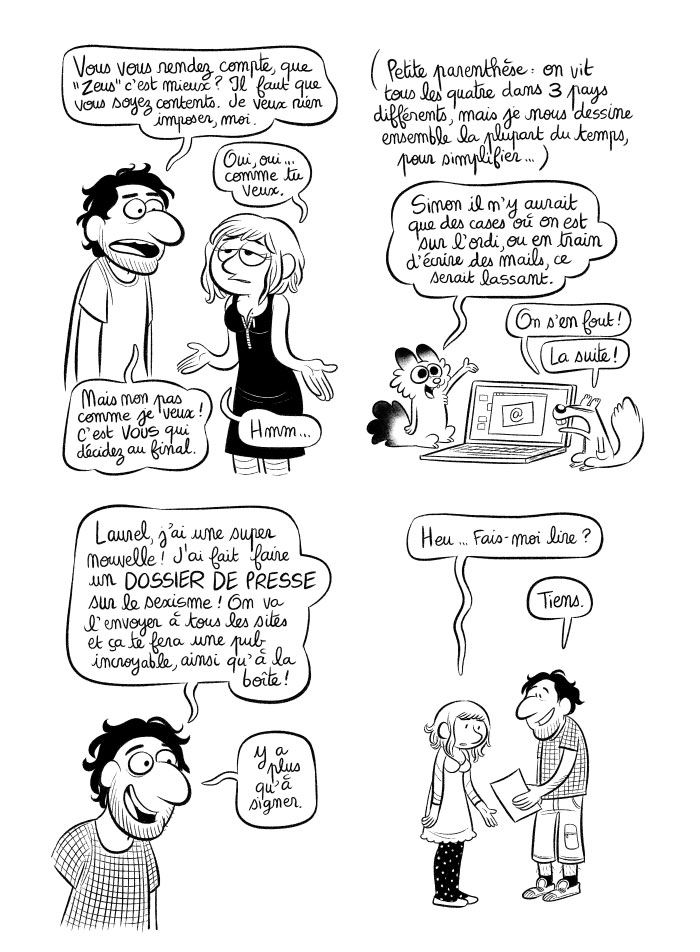 Vous vous rendez compte, que
"Zeus" c'est mieux? Il faut que
vous soyez contents. Je veux rien
imposer, moi.
Oui, oui...
comme tu
veux.
Mais non pas
comme je veux!
C'est VOUS qui
décidez au final.
Hmm...
(Petite parenthèse: on vit
tous les quatre dans 3 pays
différents, mais je nous dessine
ensemble la plupart du temps,
pour simplifier...)
Sinon il n'y aurait
que des cases où on est
sur l'ordi, ou en train
d'écrire des mails, ce
serait lassant.
On s'en fout!
La suite!
@
Laurel, j'ai une super
nouvelle! J'ai fait faire
un DOSSIER DE PRESSE
sur le sexisme! On va
l'envoyer à tous les sites
et ça te fera une pub
incroyable, ainsi qu'à la
boîte!
y a
plus
qu'à
signer.
Heu... Fais-moi lire?
Tiens.